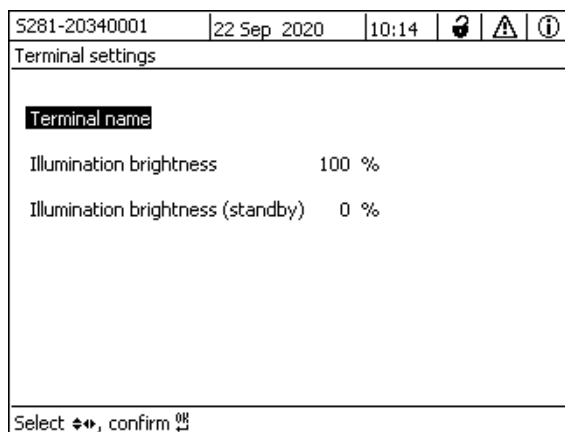 S281-20340001 22 Sep 2020 10:14
Terminal settings
Terminal name
Illumination brightness 100 %
Illumination brightness (standby) 0 %
Select, confirm OK